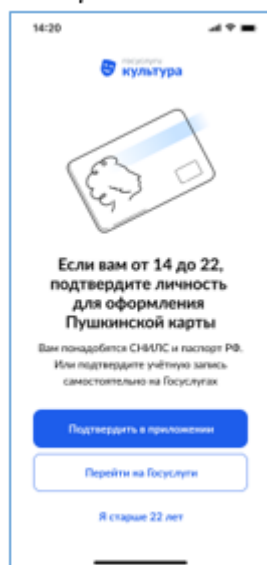 14:20
госуслуги
культура
Если вам от 14 до 22,
подтвердите личность
для оформления
Пушкинской карты
Вам понадобятся СНИЛС и паспорт РФ.
Или подтвердите учётную запись
самостоятельно на Госуслугах
Подтвердить в приложении
Перейти на Госуслуги
Я старше 22 лет